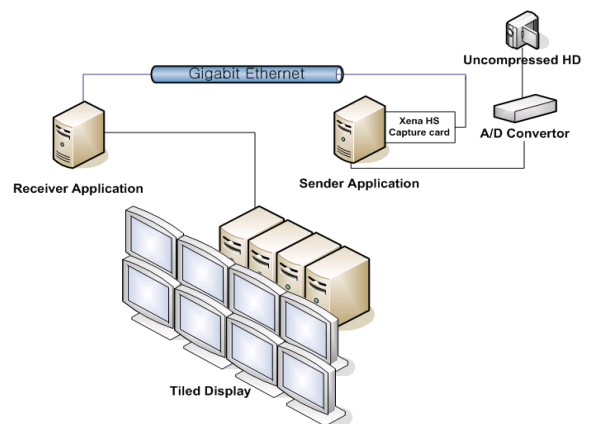 Gigabit Ethernet
Uncompressed HD
Xena HS
Capture card
A/D Convertor
Receiver Application
Sender Application
Tiled Display